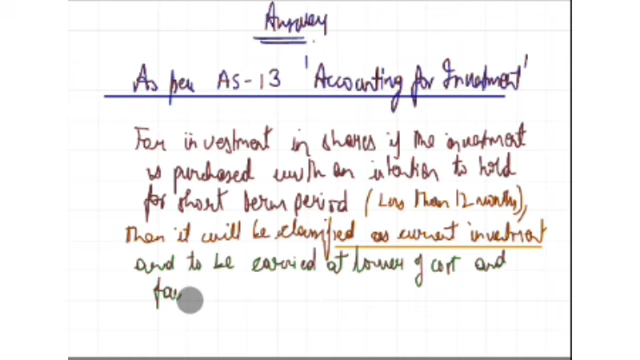 Answer
As per AS-13 'Accounting for Investment'
For investment in shares if the investment
is purchased with an intention to hold
for short term period (Less than 12 months),
then it will be classified as current investment
and to be carried at lower of cost and
fai